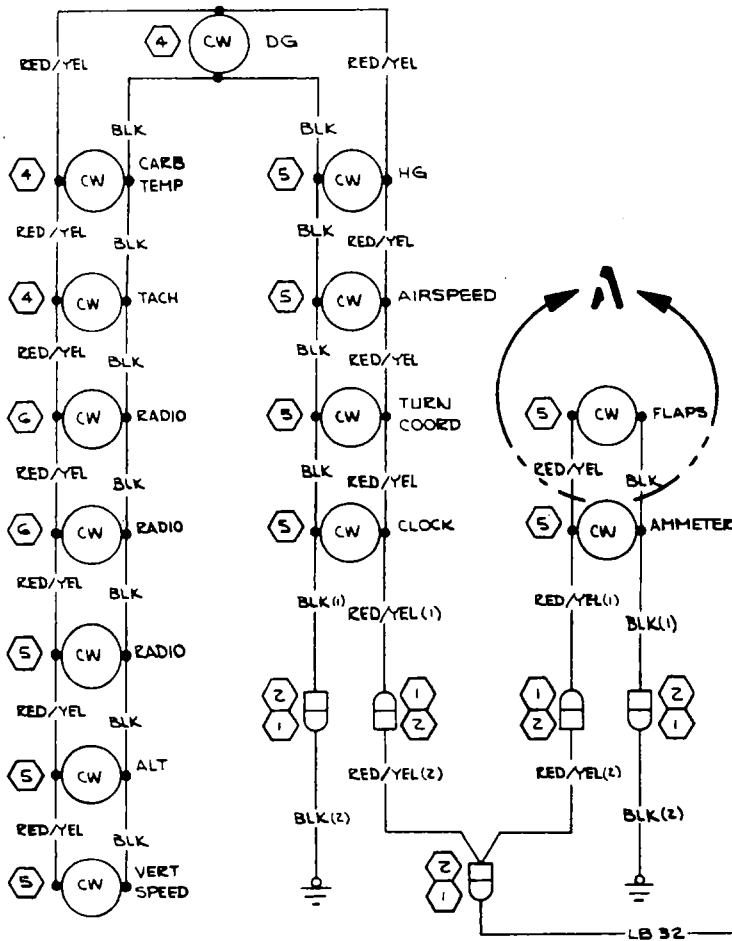 4 CW DG
RED/YEL RED/YEL
BLK BLK
4 CW CARB TEMP 5 CW HG
RED/YEL BLK BLK RED/YEL
4 CW TACH 5 CW AIRSPEED
RED/YEL BLK BLK RED/YEL
6 CW RADIO 5 CW TURN COORD 5 CW FLAPS
RED/YEL BLK BLK RED/YEL RED/YEL BLK
6 CW RADIO 5 CW CLOCK 5 CW AMMETER
RED/YEL BLK BLK(1) RED/YEL(1) RED/YEL(1) BLK(1)
5 CW RADIO
2 1 1 2
1 2 2 1
RED/YEL BLK
5 CW ALT RED/YEL(2) RED/YEL(2)
RED/YEL BLK BLK(2) BLK(2)
5 CW VERT SPEED 2
1
LB 32